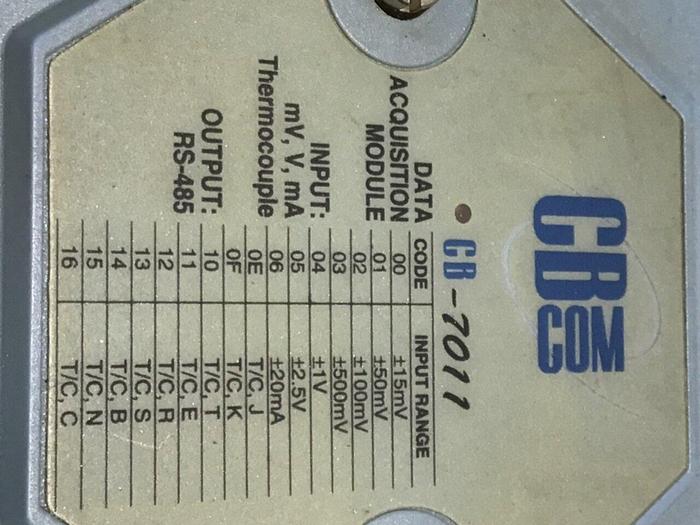 CB
COM
CB-7011
DATA
ACQUISITION
MODULE
INPUT:
mV, V, mA
Thermocouple
OUTPUT:
RS-485
CODE INPUT RANGE
00 ±15mV
01 ±50mV
02 ±100mV
03 ±500mV
04 ±1V
05 ±2.5V
06 ±20mA
0E T/C, J
0F T/C, K
10 T/C, T
11 T/C, E
12 T/C, R
13 T/C, S
14 T/C, B
15 T/C, N
16 T/C, C